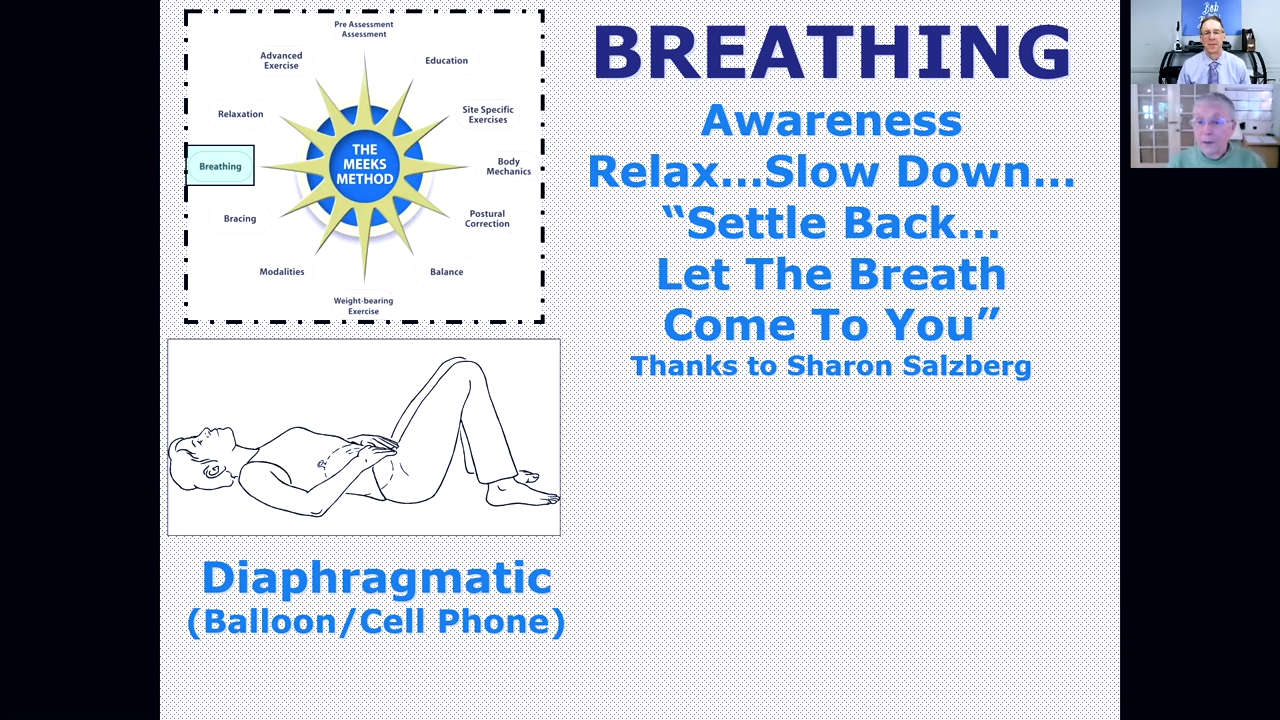 Pre Assessment
Assessment
Advanced
Exercise
Education
Relaxation
Site Specific
Exercises
THE
MEEKS
METHOD
Breathing
Body
Mechanics
Bracing
Postural
Correction
Modalities
Balance
Weight-bearing
Exercise
BREATHING
Awareness
Relax...Slow Down...
“Settle Back...
Let The Breath
Come To You”
Thanks to Sharon Salzberg
Diaphragmatic
(Balloon/Cell Phone)
Bob